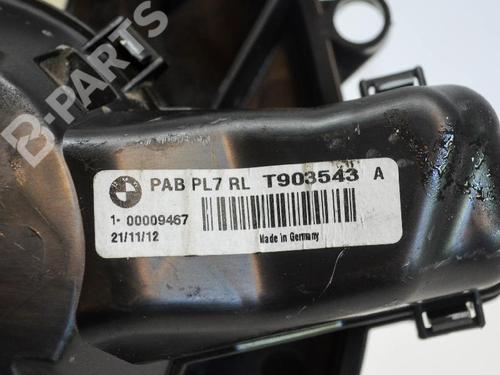 B-PARTS
PAB PL7 RL T903543 A
1- 00009467
21/11/12
Made in Germany